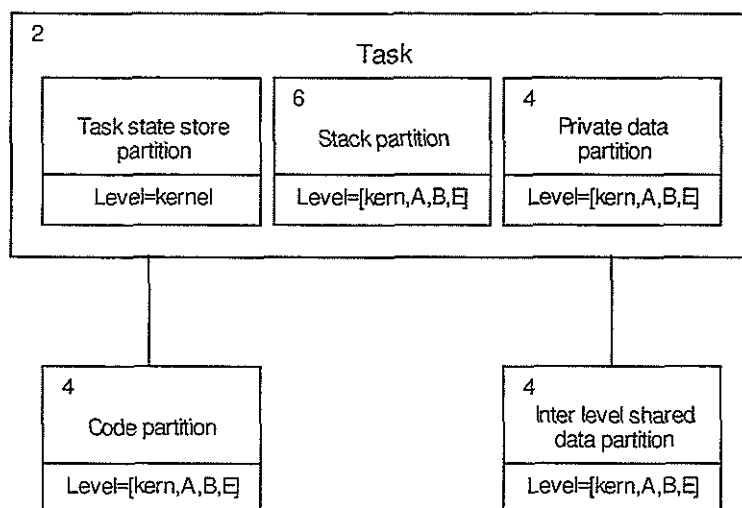 2
Task
Task state store
partition
Level=kernel
6
Stack partition
Level=[kern,A,B,E]
4
Private data
partition
Level=[kern,A,B,E]
4
Code partition
Level=[kern,A,B,E]
4
Inter level shared
data partition
Level=[kern,A,B,E]